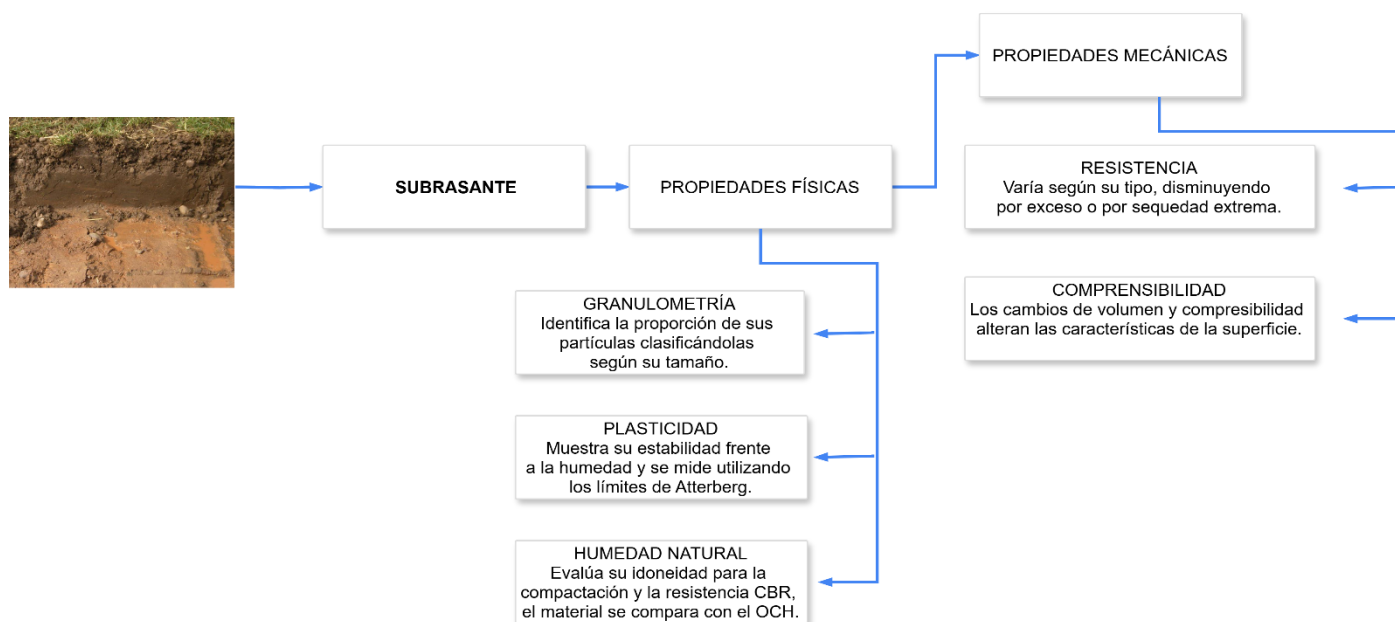 PROPIEDADES MECÁNICAS
SUBRASANTE
PROPIEDADES FÍSICAS
RESISTENCIA
Varía según su tipo, disminuyendo
por exceso o por sequedad extrema.
COMPRENSIBILIDAD
Los cambios de volumen y compresibilidad
alteran las características de la superficie.
GRANULOMETRÍA
Identifica la proporción de sus
partículas clasificándolas
según su tamaño.
PLASTICIDAD
Muestra su estabilidad frente
a la humedad y se mide utilizando
los límites de Atterberg.
HUMEDAD NATURAL
Evalúa su idoneidad para la
compactación y la resistencia CBR,
el material se compara con el OCH.